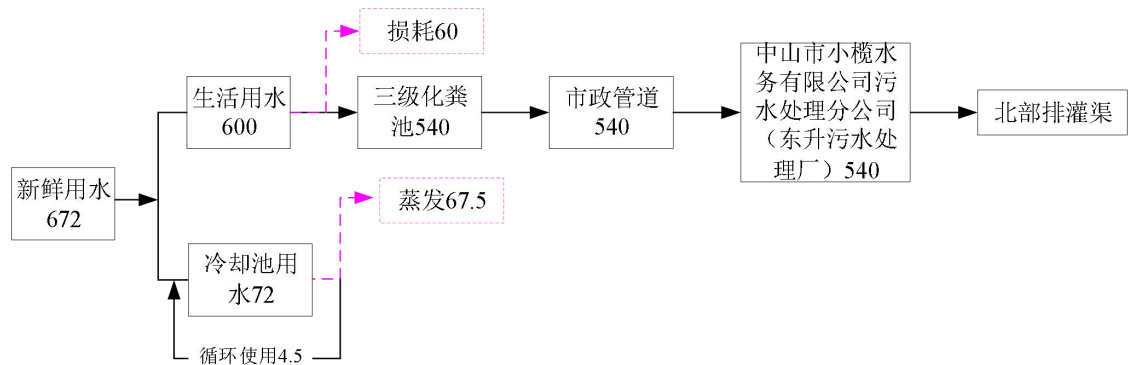 损耗60
生活用水
600
三级化粪
池540
市政管道
540
中山市小榄水
务有限公司污
水处理分公司
（东升污水处
理厂）540
北部排灌渠
新鲜用水
672
蒸发67.5
冷却池用
水72
循环使用4.5